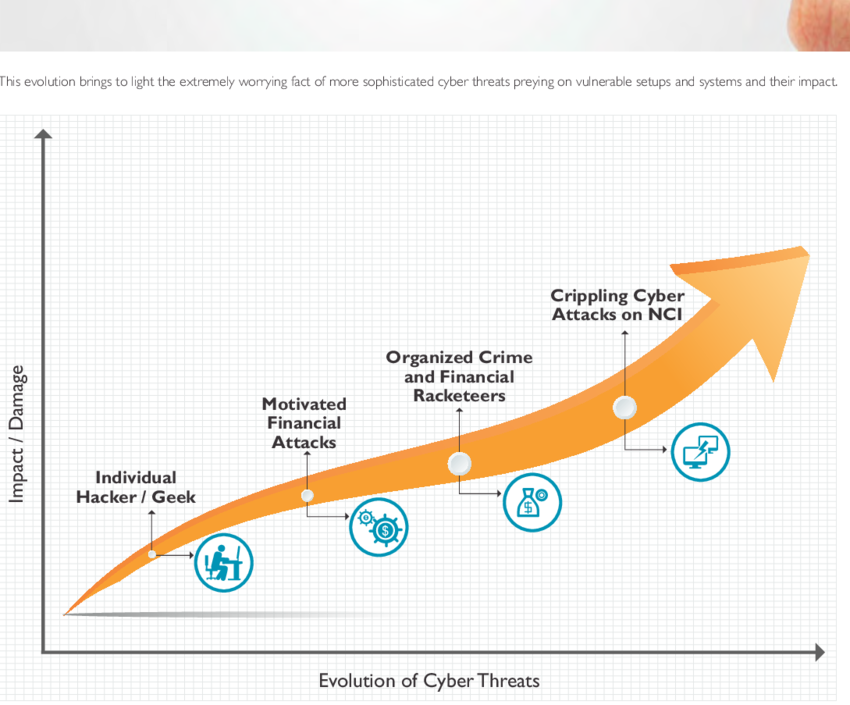 This evolution brings to light the extremely worrying fact of more sophisticated cyber threats preying on vulnerable setups and systems and their impact.
Crippling Cyber
Attacks on NCI
Organized Crime
and Financial
Racketeers
Motivated
Financial
Attacks
Individual
Hacker / Geek
Impact / Damage
$
$
Evolution of Cyber Threats